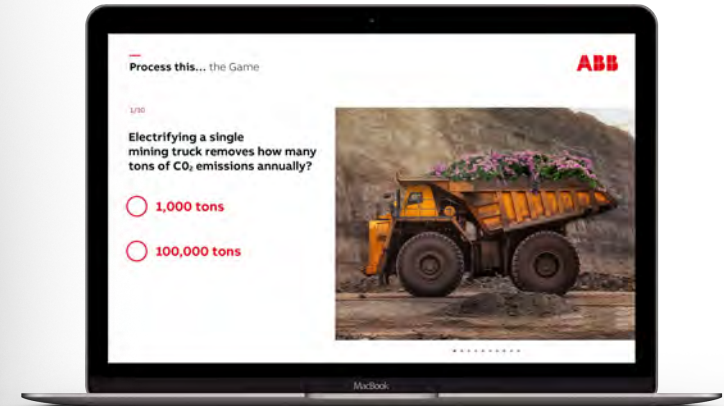 Process this... the Game
ABB
1/10
Electrifying a single
mining truck removes how many
tons of C0₂ emissions annually?
1,000 tons
100,000 tons
MacBook